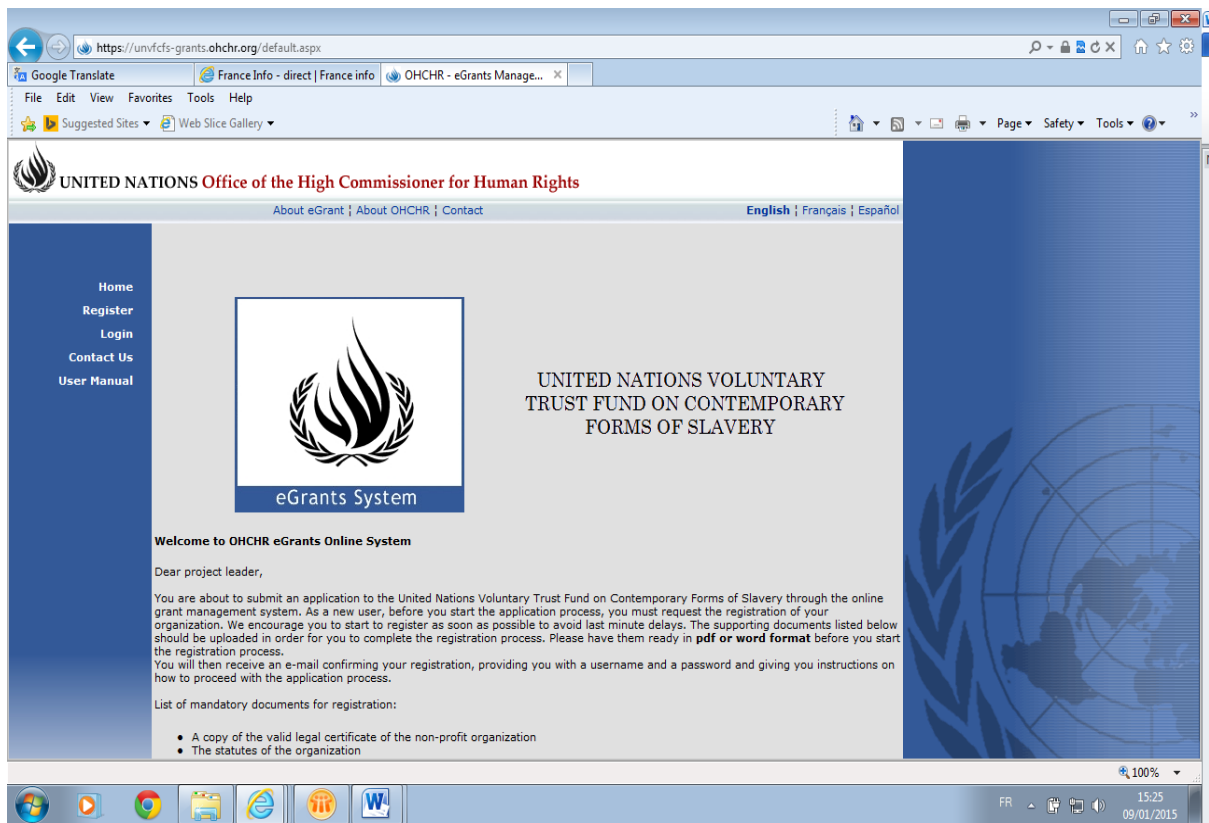 https://unvfcfs-grants.ohchr.org/default.aspx
Google Translate
France Info - direct | France info
OHCHR - eGrants Manage...
File Edit View Favorites Tools Help
Suggested Sites
Web Slice Gallery
Page Safety Tools
UNITED NATIONS Office of the High Commissioner for Human Rights
About eGrant ¦ About OHCHR ¦ Contact
English ¦ Français ¦ Español
Home
Register
Login
Contact Us
User Manual
eGrants System
UNITED NATIONS VOLUNTARY
TRUST FUND ON CONTEMPORARY
FORMS OF SLAVERY
Welcome to OHCHR eGrants Online System
Dear project leader,
You are about to submit an application to the United Nations Voluntary Trust Fund on Contemporary Forms of Slavery through the online
grant management system. As a new user, before you start the application process, you must request the registration of your
organization. We encourage you to start to register as soon as possible to avoid last minute delays. The supporting documents listed below
should be uploaded in order for you to complete the registration process. Please have them ready in pdf or word format before you start
the registration process.
You will then receive an e-mail confirming your registration, providing you with a username and a password and giving you instructions on
how to proceed with the application process.
List of mandatory documents for registration:
• A copy of the valid legal certificate of the non-profit organization
• The statutes of the organization
100%
FR
15:25
09/01/2015